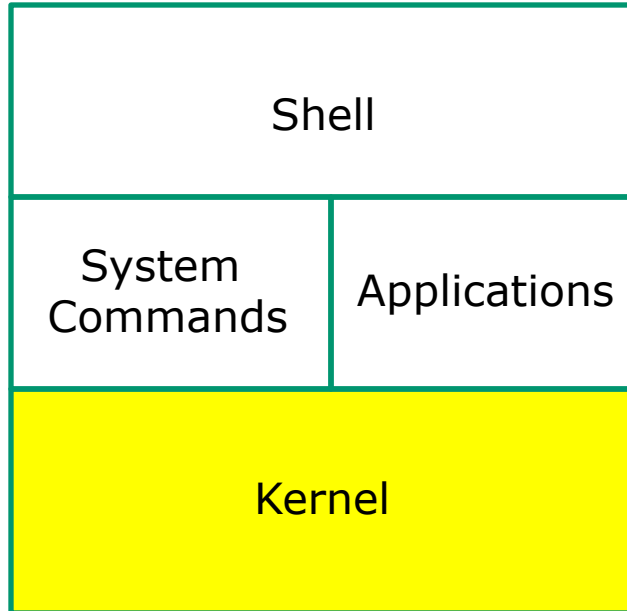 Shell
System
Commands
Applications
Kernel